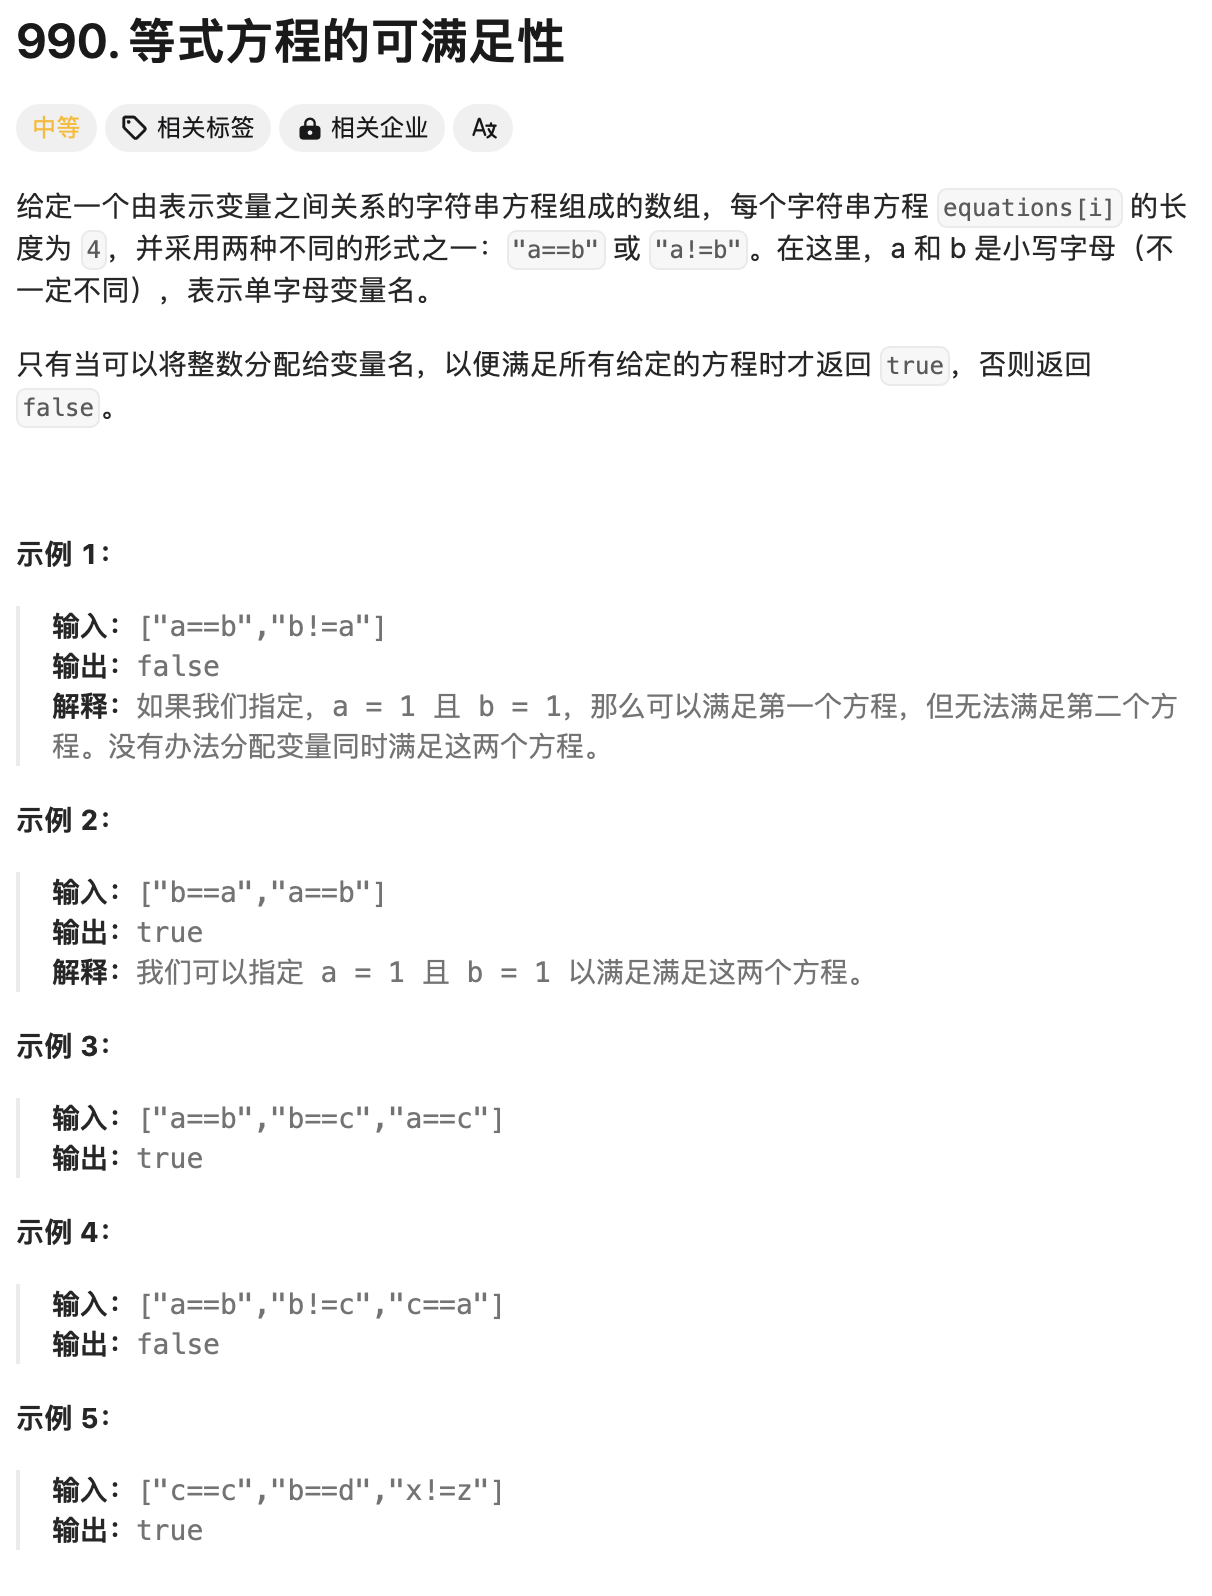 990. 等式方程的可满足性
中等 相关标签 相关企业 A文
给定一个由表示变量之间关系的字符串方程组成的数组，每个字符串方程 equations[i] 的长
度为 4，并采用两种不同的形式之一："a==b" 或 "a!=b"。在这里，a 和 b 是小写字母（不
一定不同），表示单字母变量名。
只有当可以将整数分配给变量名，以便满足所有给定的方程时才返回 true，否则返回
false。
示例 1：
输入：["a==b","b!=a"]
输出：false
解释：如果我们指定，a = 1 且 b = 1，那么可以满足第一个方程，但无法满足第二个方
程。没有办法分配变量同时满足这两个方程。
示例 2：
输入：["b==a","a==b"]
输出：true
解释：我们可以指定 a = 1 且 b = 1 以满足满足这两个方程。
示例 3：
输入：["a==b","b==c","a==c"]
输出：true
示例 4：
输入：["a==b","b!=c","c==a"]
输出：false
示例 5：
输入：["c==c","b==d","x!=z"]
输出：true